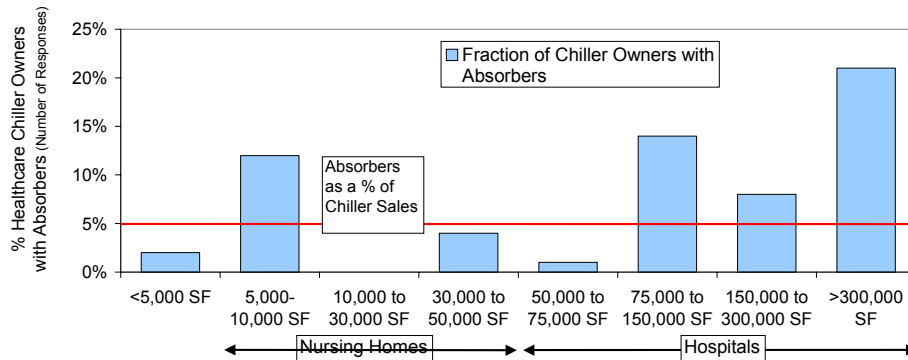 % Healthcare Chiller Owners
with Absorbers (Number of Responses)
25%
20%
15%
10%
5%
0%
Fraction of Chiller Owners with
Absorbers
Absorbers
as a % of
Chiller Sales
<5,000 SF
5,000-
10,000 SF
10,000 to
30,000 SF
30,000 to
50,000 SF
50,000 to
75,000 SF
75,000 to
150,000 SF
150,000 to
300,000 SF
>300,000
SF
Nursing Homes
Hospitals